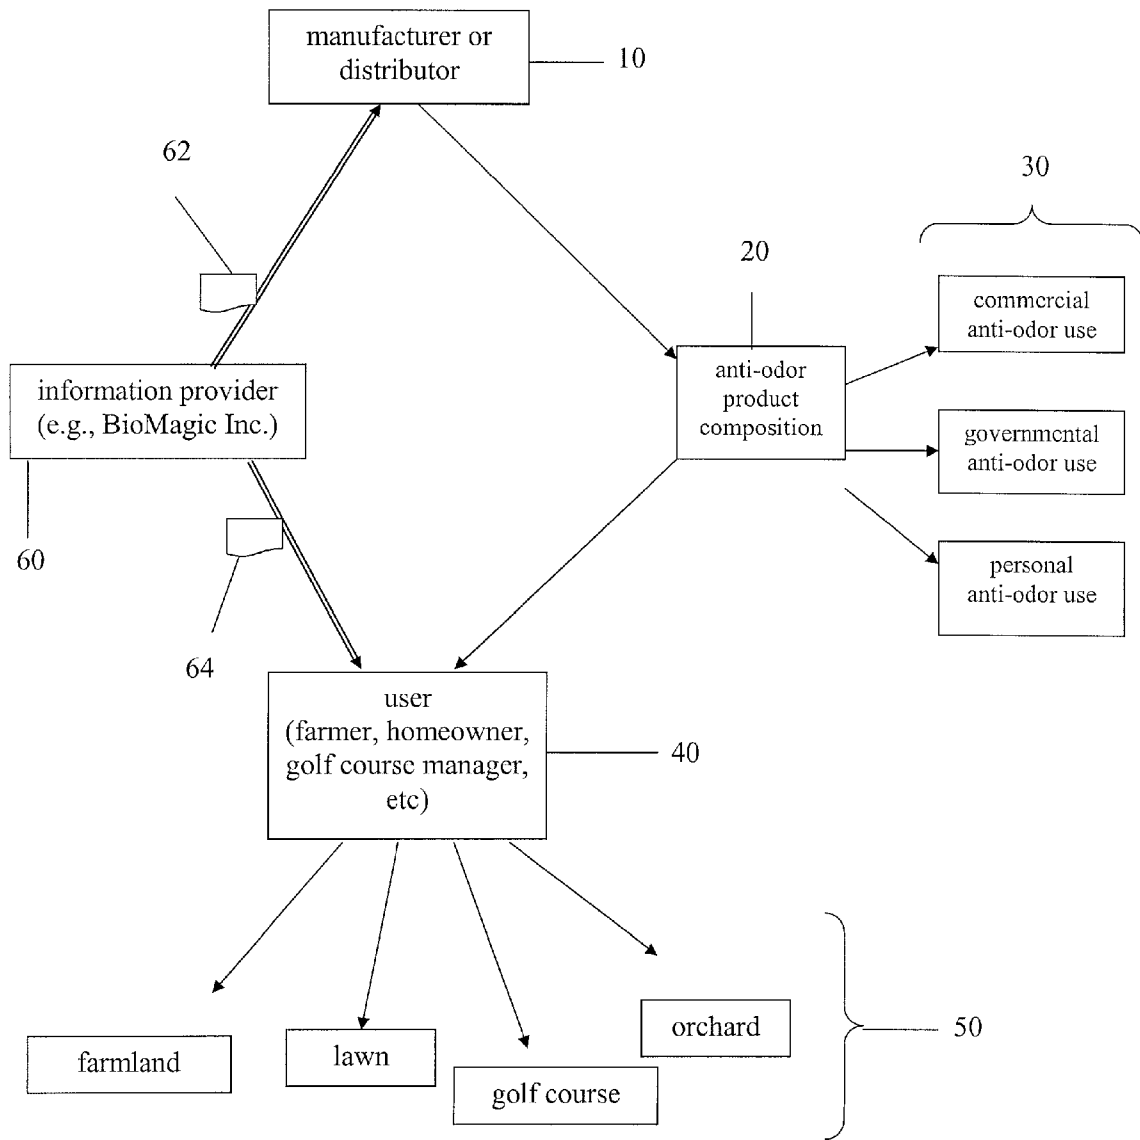 manufacturer or
distributor
10
62
30
20
commercial
anti-odor use
anti-odor
product
composition
information provider
(e.g., BioMagic Inc.)
governmental
anti-odor use
60
personal
anti-odor use
64
user
(farmer, homeowner,
golf course manager,
etc)
40
orchard
50
lawn
farmland
golf course